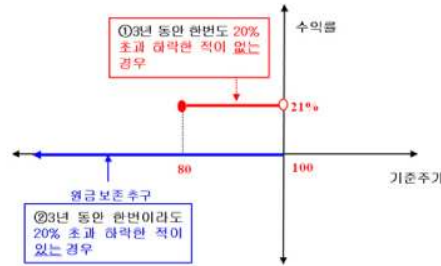 수익률
①3년 동안 한번도 20%
초과 하락한 적이 없는
경우
21%
80
100
기준주가
원금보존추구
②3년 동안 한번이라도
20% 초과 하락한 적이
있는 경우